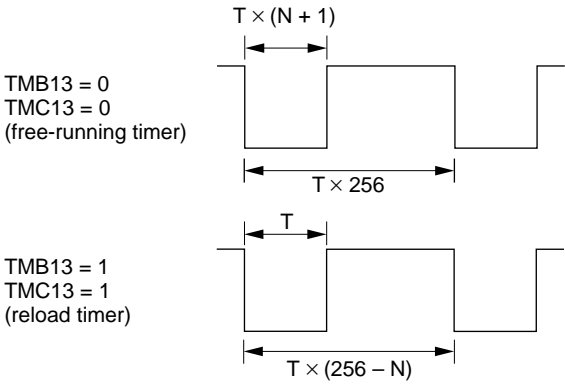 T × (N + 1)
TMB13 = 0
TMC13 = 0
(free-running timer)
T × 256
T
TMB13 = 1
TMC13 = 1
(reload timer)
T × (256 – N)